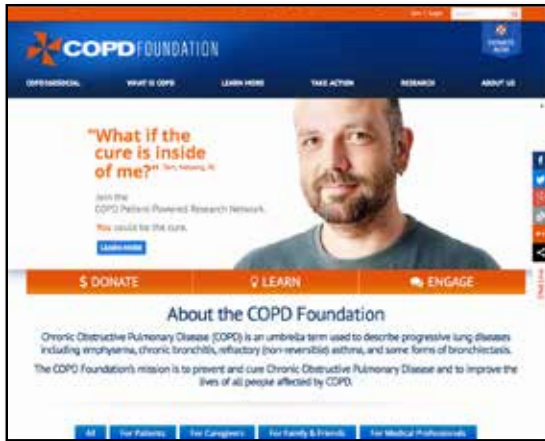 Join | Login
DONATE NOW
COPD FOUNDATION
COPD360SOCIAL WHAT IS COPD LEARN MORE TAKE ACTION RESEARCH ABOUT US
"What if the
cure is inside
of me?"
Join the
COPD Patient-Powered Research Network.
You could be the cure.
LEARN MORE
$ DONATE LEARN ENGAGE
Chat Live
About the COPD Foundation
Chronic Obstructive Pulmonary Disease (COPD) is an umbrella term used to describe progressive lung diseases
including emphysema, chronic bronchitis, refractory (non-reversible) asthma, and some forms of bronchiectasis.
The COPD Foundation's mission is to prevent and cure Chronic Obstructive Pulmonary Disease and to improve the
lives of all people affected by COPD.
All For Patients For Caregivers For Family & Friends For Medical Professionals